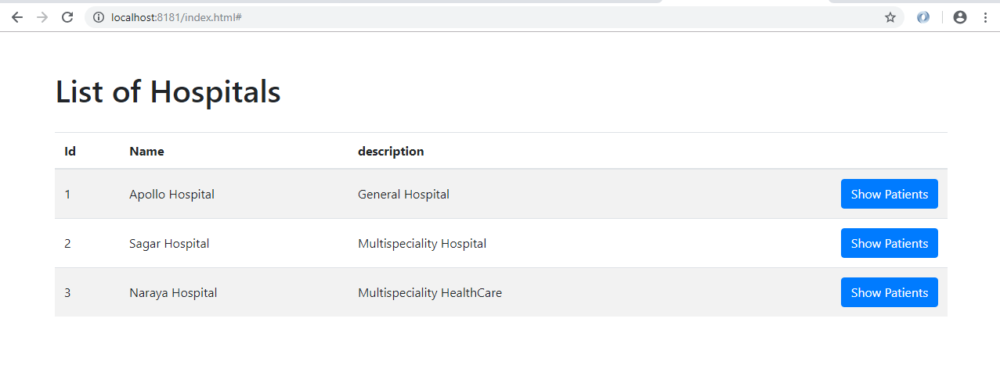 localhost:8181/index.html#
List of Hospitals
Id Name description
1 Apollo Hospital General Hospital Show Patients
2 Sagar Hospital Multispeciality Hospital Show Patients
3 Naraya Hospital Multispeciality HealthCare Show Patients